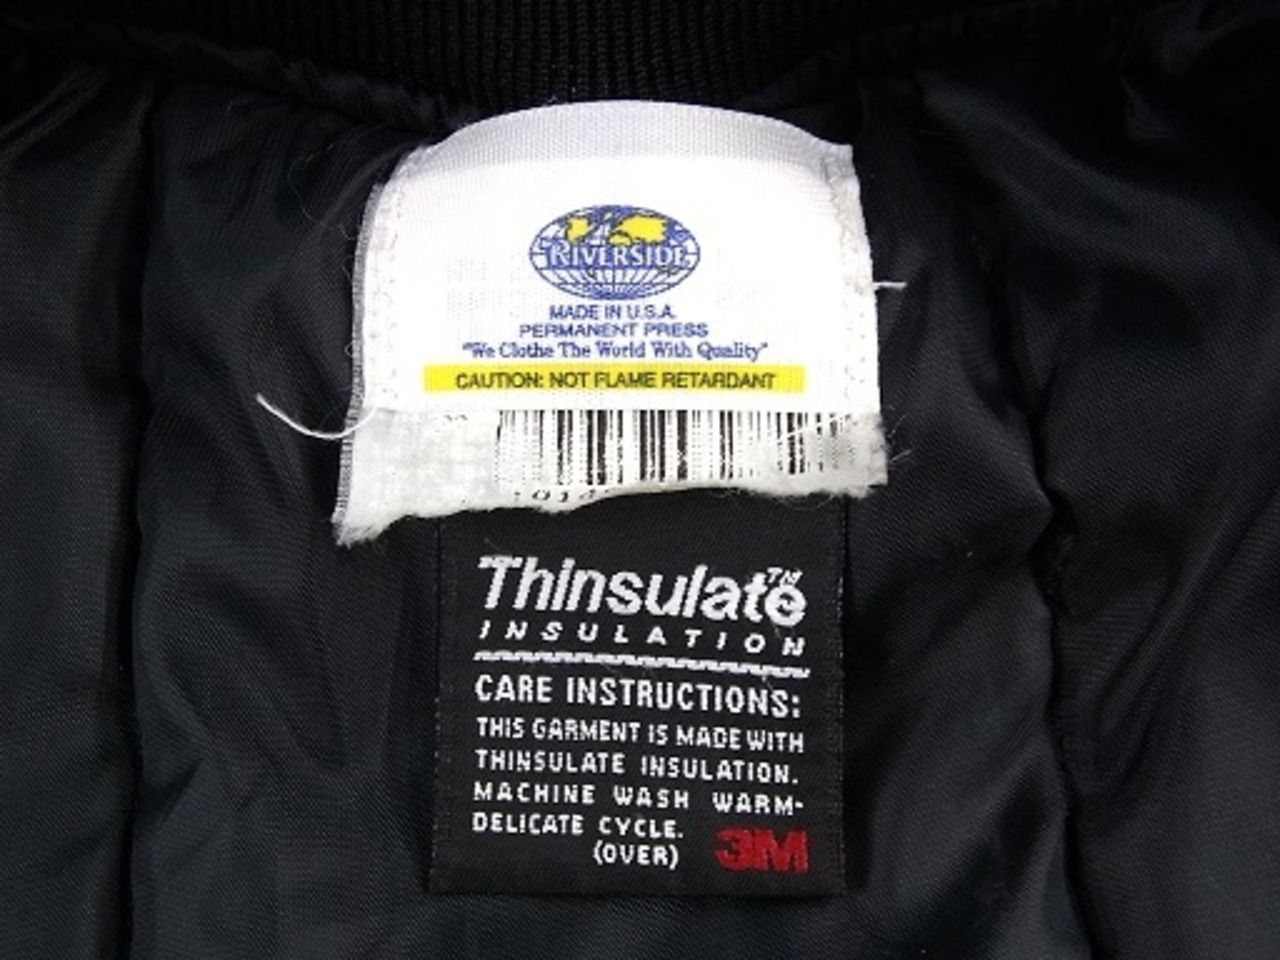 RIVERSIDE
MADE IN U.S.A.
PERMANENT PRESS
"We Clothe The World With Quality"
CAUTION: NOT FLAME RETARDANT
Thinsulate™
INSULATION
CARE INSTRUCTIONS:
THIS GARMENT IS MADE WITH
THINSULATE INSULATION.
MACHINE WASH WARM-
DELICATE CYCLE.
(OVER) 3M